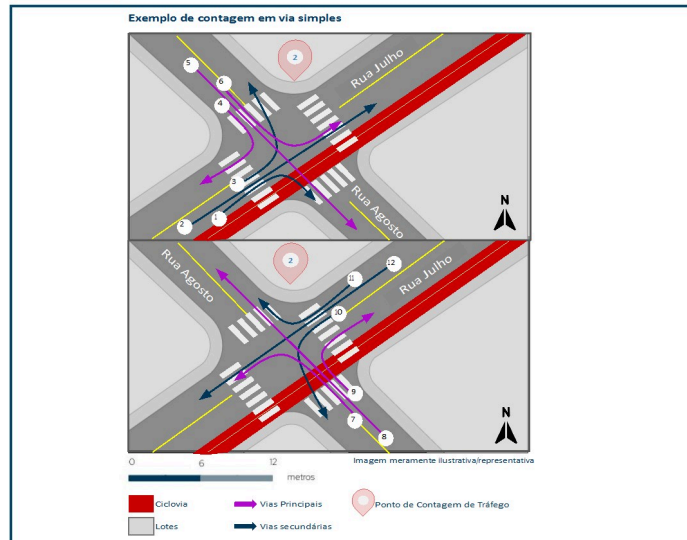 Exemplo de contagem em via simples
5
2
6
4
Rua Julho
3
2
1
Rua Agosto
N
Rua Agosto
2
11
12
Rua Julho
10
9
7
8
N
0 6 12
Imagem meramente ilustrativa/representativa
metros
Ciclovia
Vias Principais
Ponto de Contagem de Tráfego
Lotes
Vias secundárias